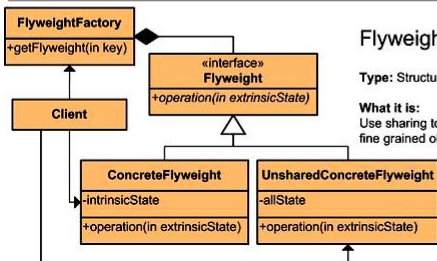 FlyweightFactory
+getFlyweight(in key)
Client
«interface»
Flyweight
+operation(in extrinsicState)
ConcreteFlyweight
-intrinsicState
+operation(in extrinsicState)
UnsharedConcreteFlyweight
-allState
+operation(in extrinsicState)
Flyweigh
Type: Structu
What it is:
Use sharing to
fine grained o